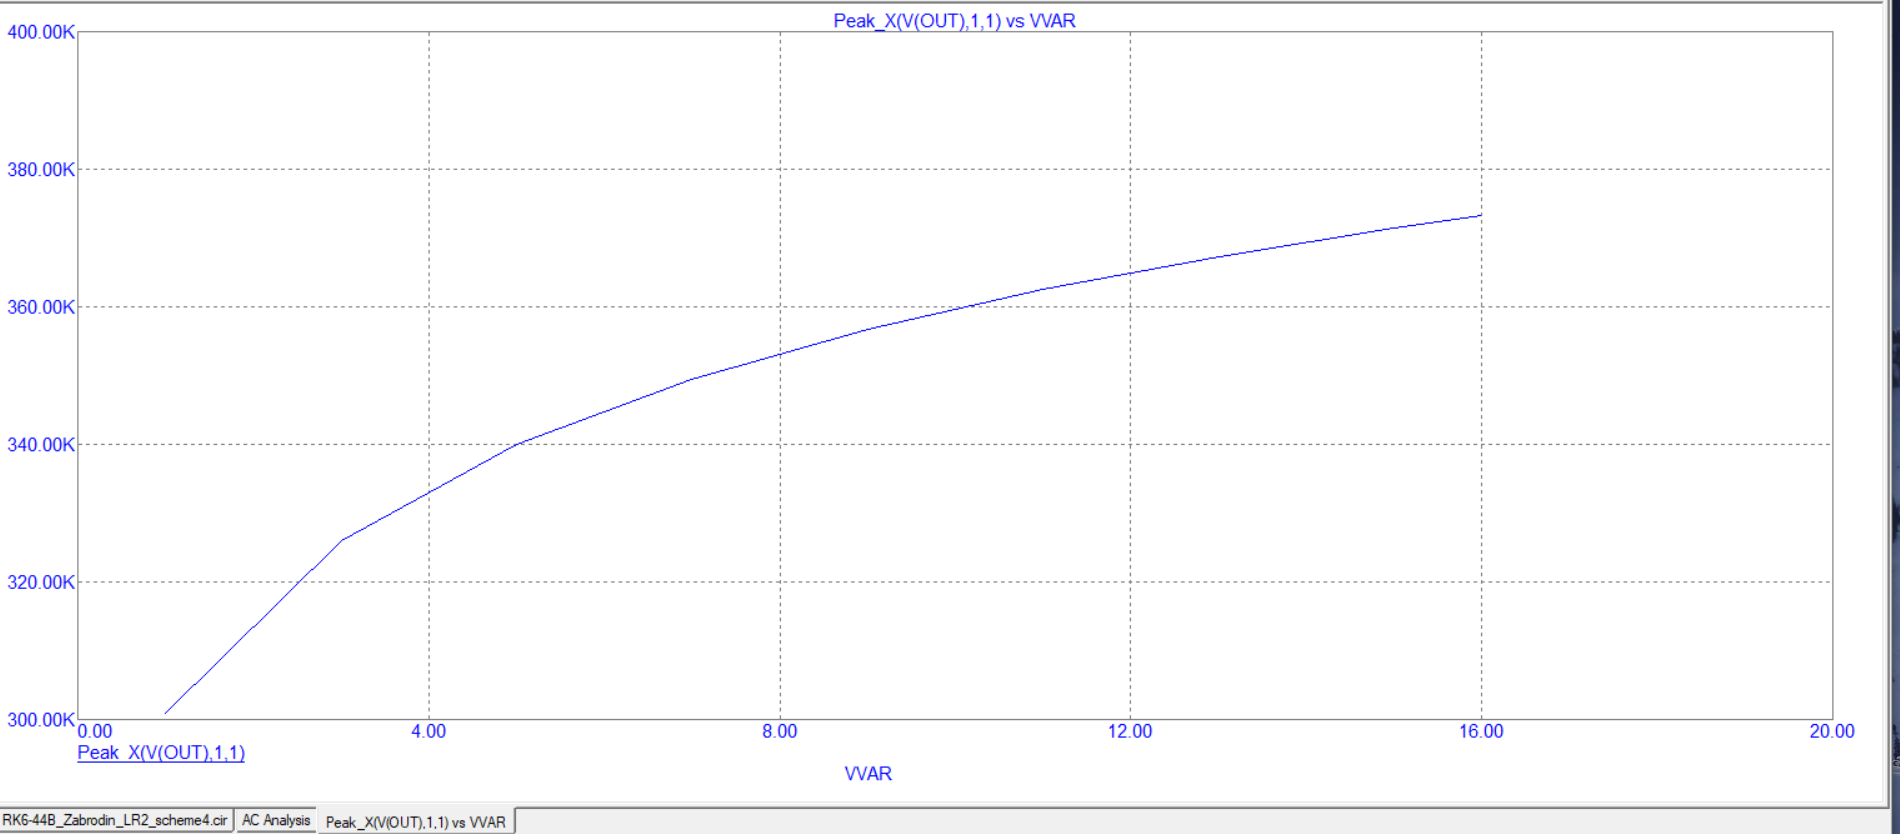 Peak_X(V(OUT),1,1) vs VVAR
400.00K
380.00K
360.00K
340.00K
320.00K
300.00K
0.00 4.00 8.00 12.00 16.00 20.00
Peak_X(V(OUT),1,1)
VVAR
RK6-44B_Zabrodin_LR2_scheme4.cir AC Analysis Peak_X(V(OUT),1,1) vs VVAR